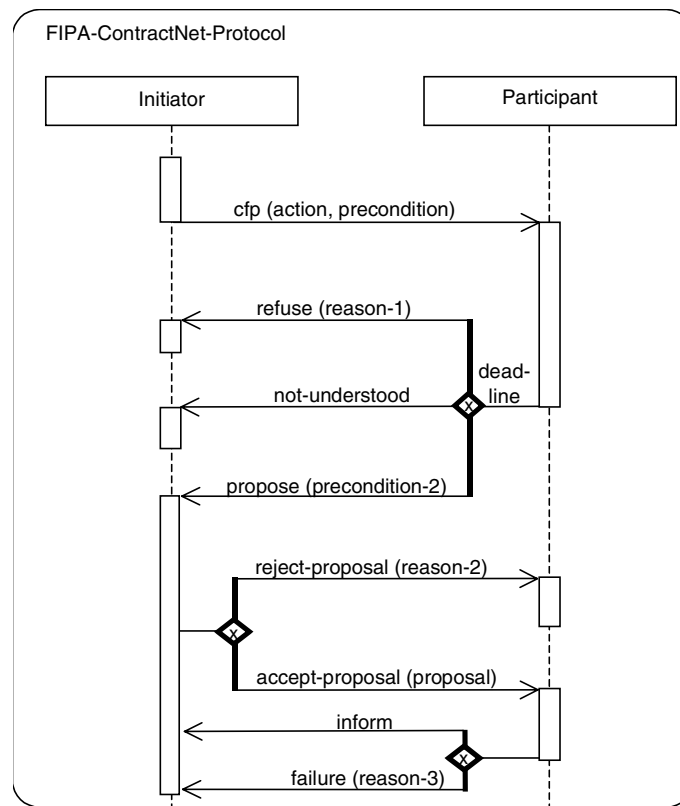 FIPA-ContractNet-Protocol
Initiator
Participant
cfp (action, precondition)
refuse (reason-1)
dead-
line
not-understood
x
propose (precondition-2)
reject-proposal (reason-2)
x
accept-proposal (proposal)
inform
x
failure (reason-3)